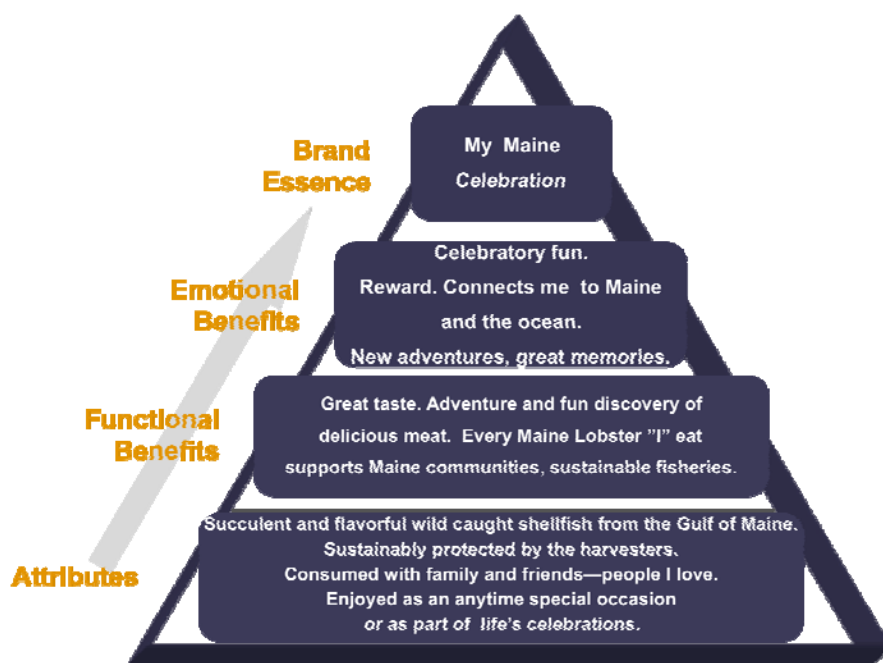 Brand
Essence
My Maine
Celebration
Emotional
Benefits
Celebratory fun.
Reward. Connects me to Maine
and the ocean.
New adventures, great memories.
Functional
Benefits
Great taste. Adventure and fun discovery of
delicious meat. Every Maine Lobster ”I” eat
supports Maine communities, sustainable fisheries.
Attributes
Succulent and flavorful wild caught shellfish from the Gulf of Maine.
Sustainably protected by the harvesters.
Consumed with family and friends—people I love.
Enjoyed as an anytime special occasion
or as part of life's celebrations.